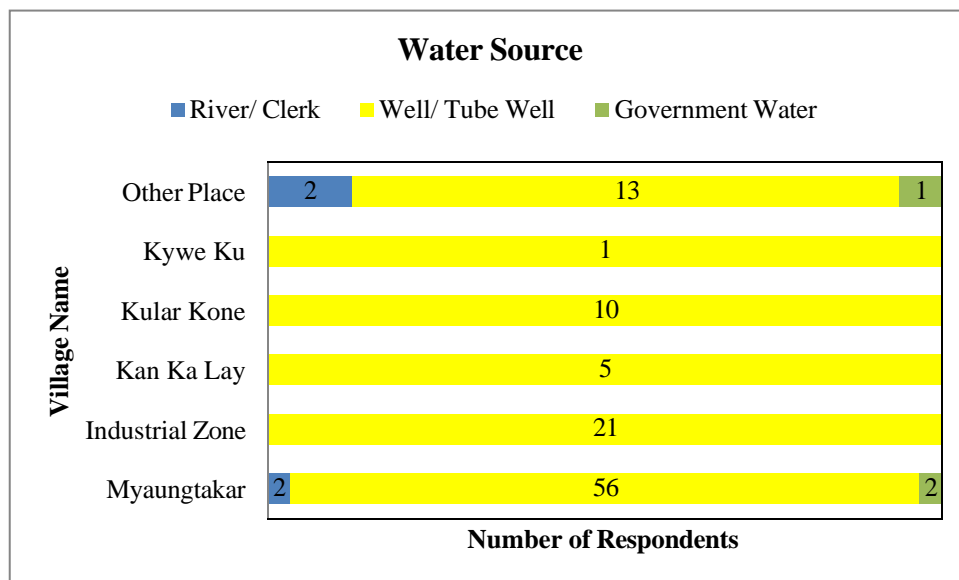 Water Source
River/ Clerk Well/ Tube Well Government Water
Village Name
Other Place 2 13 1
Kywe Ku 1
Kular Kone 10
Kan Ka Lay 5
Industrial Zone 21
Myaungtakar 2 56 2
Number of Respondents